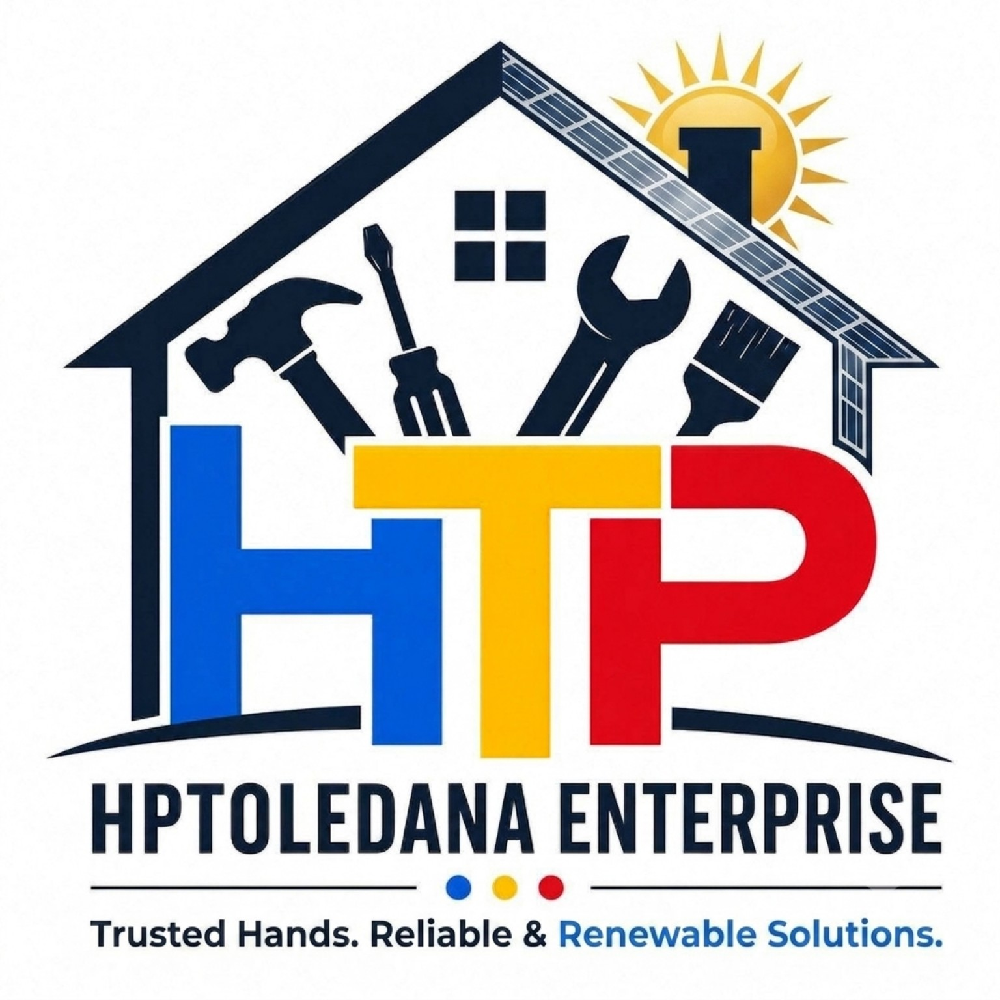 HTP
HPTOLEDANA ENTERPRISE
Trusted Hands. Reliable & Renewable Solutions.